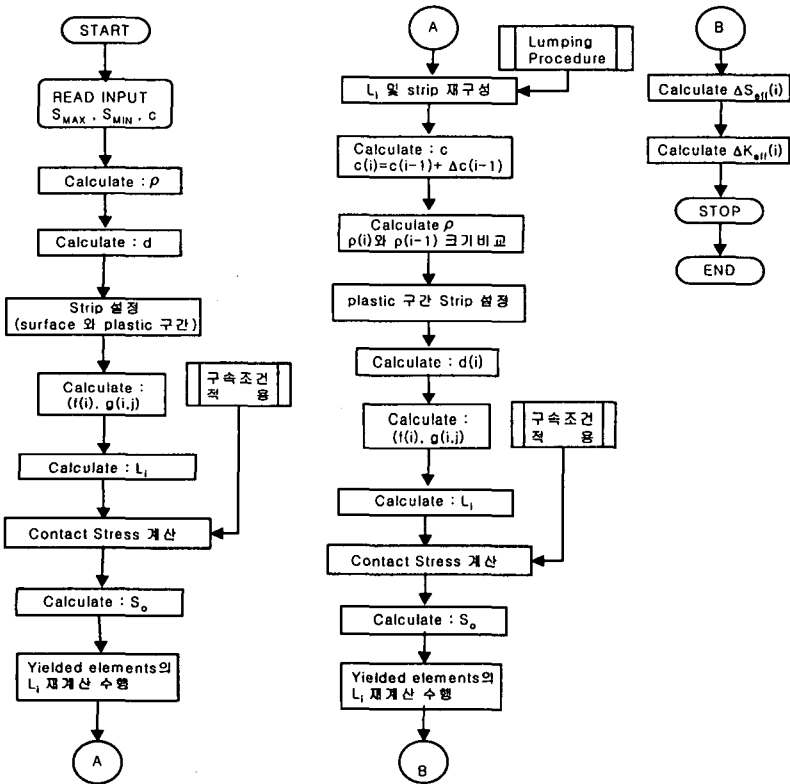 START
READ INPUT
S_MAX , S_MIN , c
Calculate : ρ
Calculate : d
Strip 설정
(surface 와 plastic 구간)
Calculate :
(f(i), g(i,j)
구속조건
적 용
Calculate : L_i
Contact Stress 계산
Calculate : S_o
Yielded elements의
L_i 재계산 수행
A
A
Lumping
Procedure
L_i 및 strip 재구성
Calculate : c
c(i)=c(i-1)+ Δc(i-1)
Calculate ρ
ρ(i)와 ρ(i-1) 크기비교
plastic 구간 Strip 설정
Calculate : d(i)
Calculate :
(f(i), g(i,j)
구속조건
적 용
Calculate : L_i
Contact Stress 계산
Calculate : S_o
Yielded elements의
L_i 재계산 수행
B
B
Calculate ΔS_eff(i)
Calculate ΔK_eff(i)
STOP
END